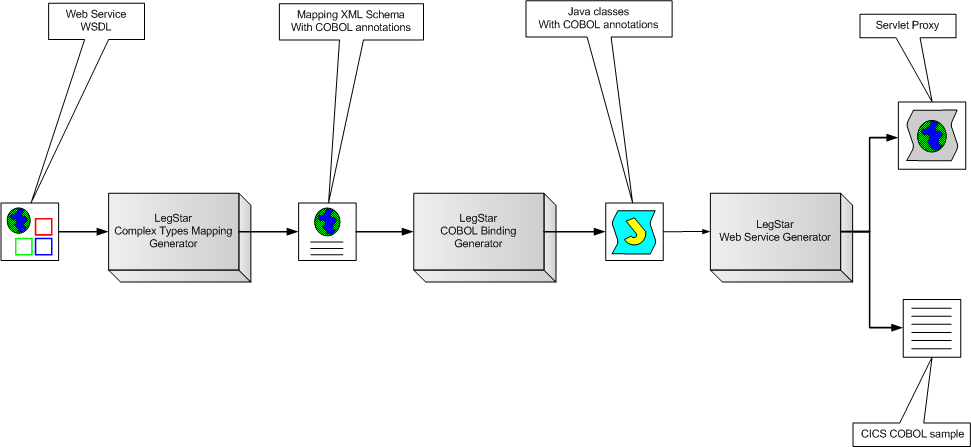 Web Service
WSDL
Mapping XML Schema
With COBOL annotations
Java classes
With COBOL annotations
Servlet Proxy
LegStar
Complex Types Mapping
Generator
LegStar
COBOL Binding
Generator
LegStar
Web Service Generator
CICS COBOL sample